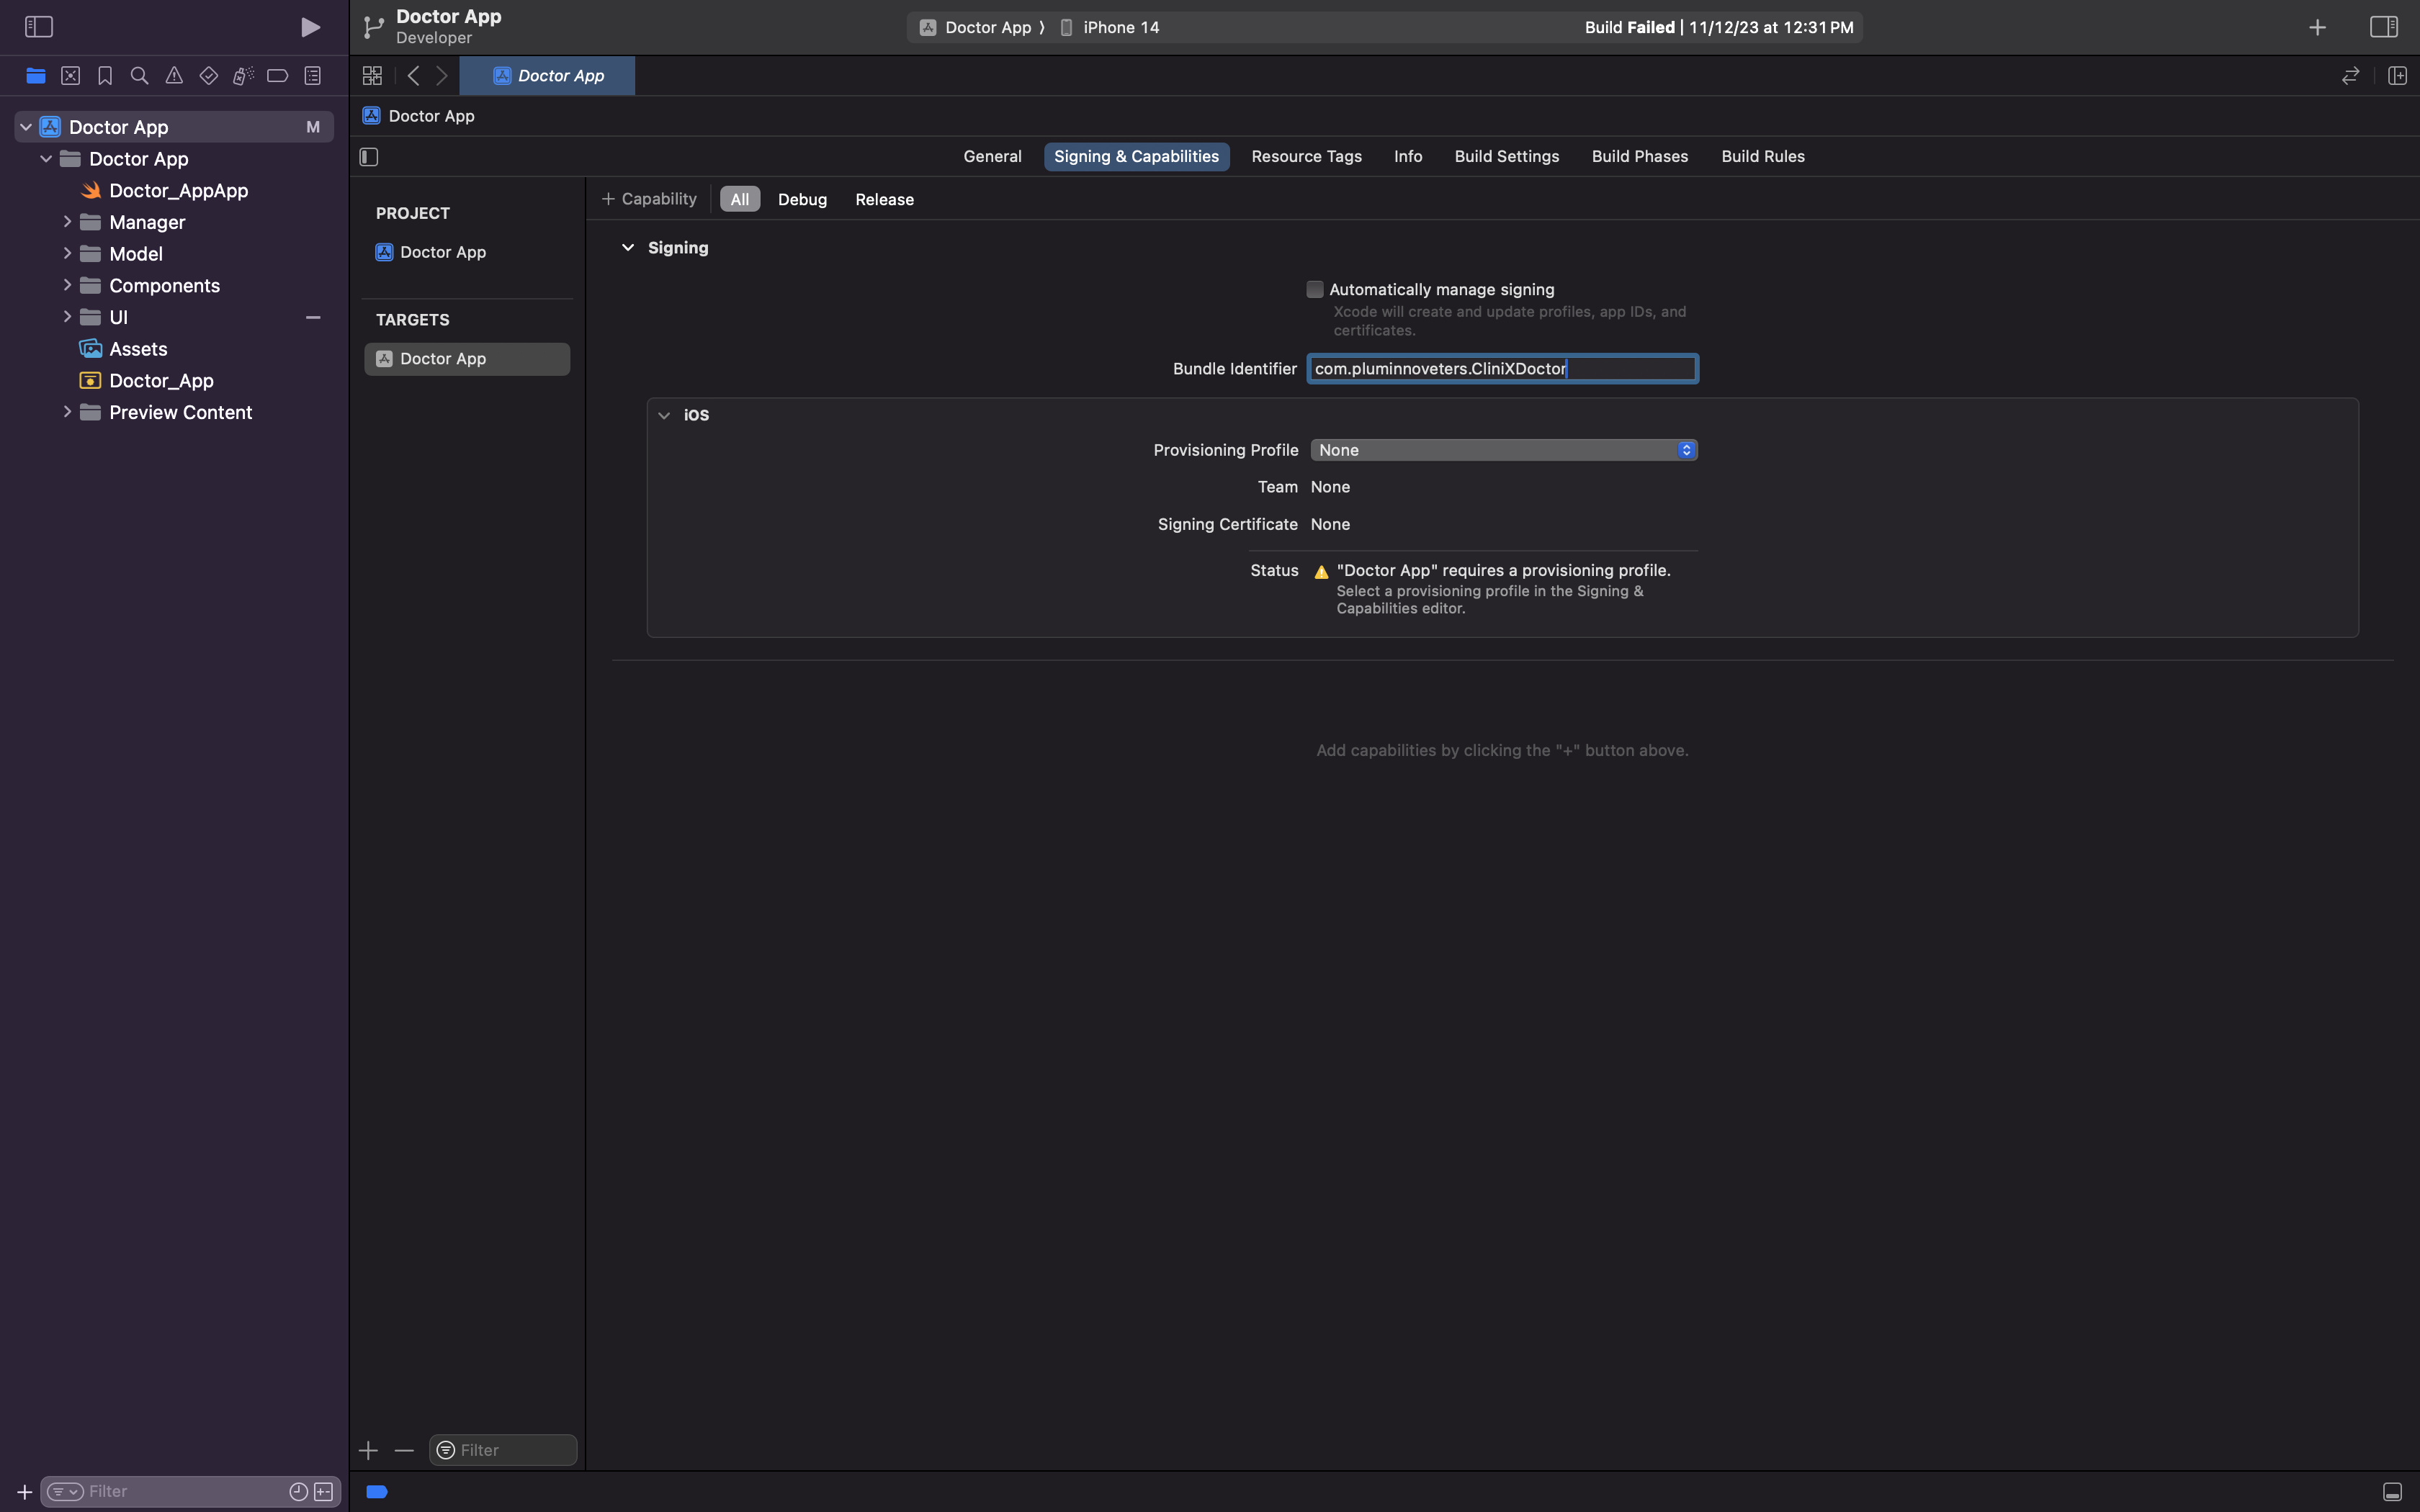 Doctor App
Developer
Doctor App ⟩ iPhone 14
Build Failed | 11/12/23 at 12:31 PM
Doctor App
Doctor App M
Doctor App
Doctor_AppApp
Manager
Model
Components
UI
Assets
Doctor_App
Preview Content
Filter
Doctor App
General
Signing & Capabilities
Resource Tags
Info
Build Settings
Build Phases
Build Rules
PROJECT
Doctor App
TARGETS
Doctor App
Filter
+ Capability
All
Debug
Release
Signing
Automatically manage signing
Xcode will create and update profiles, app IDs, and
certificates.
Bundle Identifier com.pluminnoveters.CliniXDoctor
iOS
Provisioning Profile None
Team None
Signing Certificate None
Status "Doctor App" requires a provisioning profile.
Select a provisioning profile in the Signing &
Capabilities editor.
Add capabilities by clicking the "+" button above.